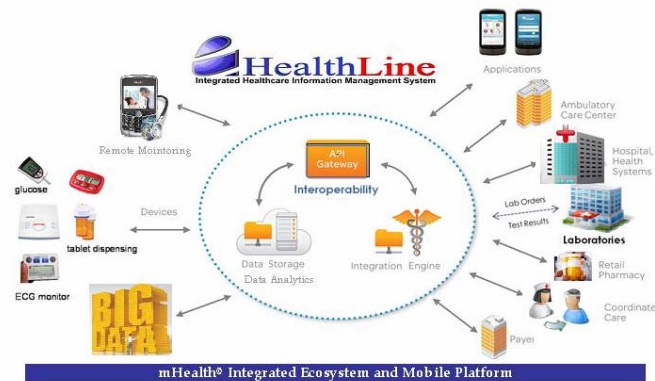 eHealthLine
Integrated Healthcare Information Management System
Applications
Ambulatory
Care Center
Remote Mointoring
API
Gateway
Hospital,
Health
Systems
Interoperability
glucose
Devices
Lab Orders
Test Results
Laboratories
tablet dispensing
Data Storage
Data Analytics
Integration Engine
Retail
Pharmacy
ECG monitor
BIG
DATA
Coordinate
Care
Payer
mHealth© Integrated Ecosystem and Mobile Platform